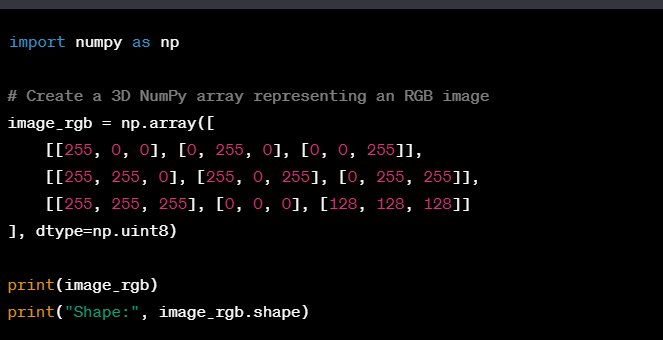 import numpy as np
# Create a 3D NumPy array representing an RGB image
image_rgb = np.array([
[[255, 0, 0], [0, 255, 0], [0, 0, 255]],
[[255, 255, 0], [255, 0, 255], [0, 255, 255]],
[[255, 255, 255], [0, 0, 0], [128, 128, 128]]
], dtype=np.uint8)
print(image_rgb)
print("Shape:", image_rgb.shape)